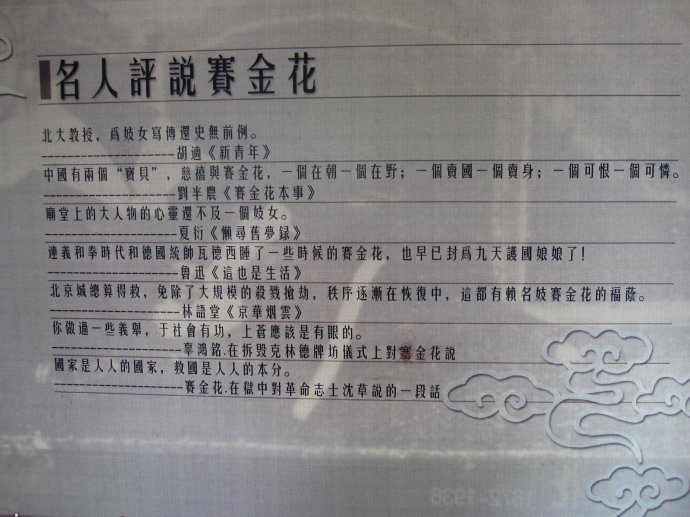 名人評説賽金花
北大教授，爲妓女寫傳還史無前例。
---------------------胡適《新青年》
中國有兩個“寶貝”，慈禧與賽金花，一個在朝一個在野；一個賣國一個賣身；一個可恨一個可憐。
---------------------劉半農《賽金花本事》
廟堂上的大人物的心靈還不及一個妓女。
---------------------夏衍《懶尋舊夢録》
連義和拳時代和德國統帥瓦德西睡了一些時候的賽金花，也早已封爲九天護國娘娘了！
---------------------魯迅《這也是生活》
北京城總算得救，免除了大規模的殺戮搶劫，秩序逐漸在恢復中，這都有賴名妓賽金花的福蔭。
---------------------林語堂《京華烟雲》
你做過一些義舉，于社會有功，上蒼應該是有眼的。
---------------------辜鴻銘.在拆毀克林德牌坊儀式上對塞金花説
國家是人人的國家，救國是人人的本分。
---------------------賽金花.在獄中對革命志士沈草説的一段話
1872-1936